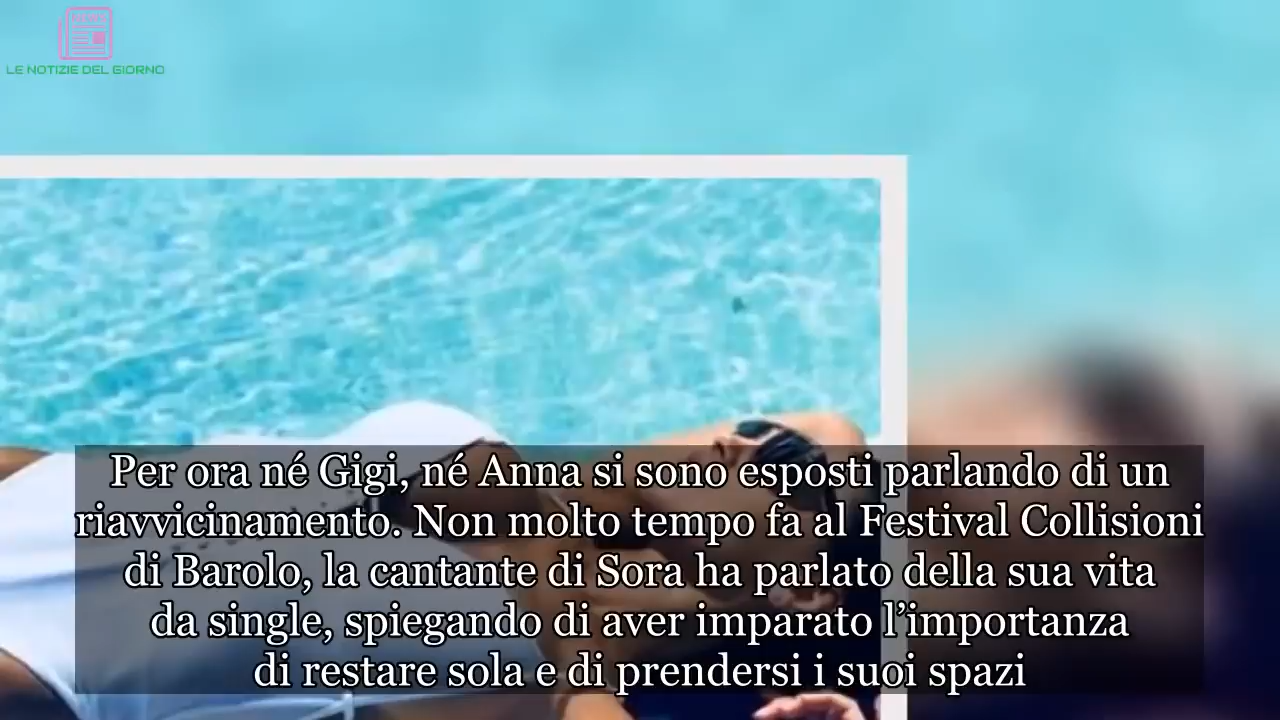 NEWS
LE NOTIZIE DEL GIORNO
Per ora né Gigi, né Anna si sono esposti parlando di un
riavvicinamento. Non molto tempo fa al Festival Collisioni
di Barolo, la cantante di Sora ha parlato della sua vita
da single, spiegando di aver imparato l’importanza
di restare sola e di prendersi i suoi spazi